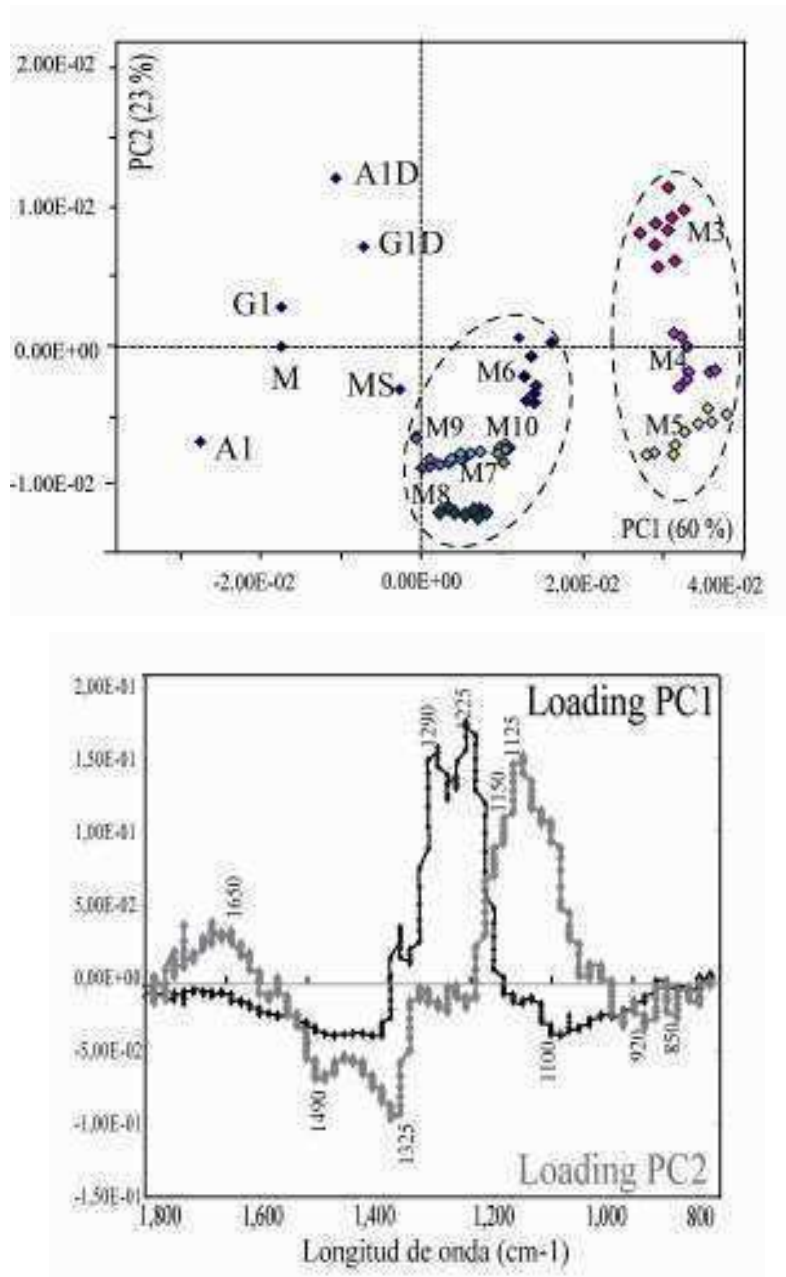 2.00E-02
PC2 (23 %)
A1D
1.00E-02
M3
G1D
G1
0.00E+00
M
MS
M6
M4
M9
M10
M5
A1
M7
-1.00E-02
M8
PC1 (60 %)
-2.00E-02
0.00E+00
2.00E-02
4.00E-02
2,00E+01
Loading PC1
1290
1225
1125
1,50E-01
1150
1,00E+01
5,00E-02
1650
0,00E+00
-5,00E-02
1100
920
850
1490
-1,00E-01
1325
Loading PC2
-1,50E-01
1,800
1,600
1,400
1,200
1,000
800
Longitud de onda (cm-1)